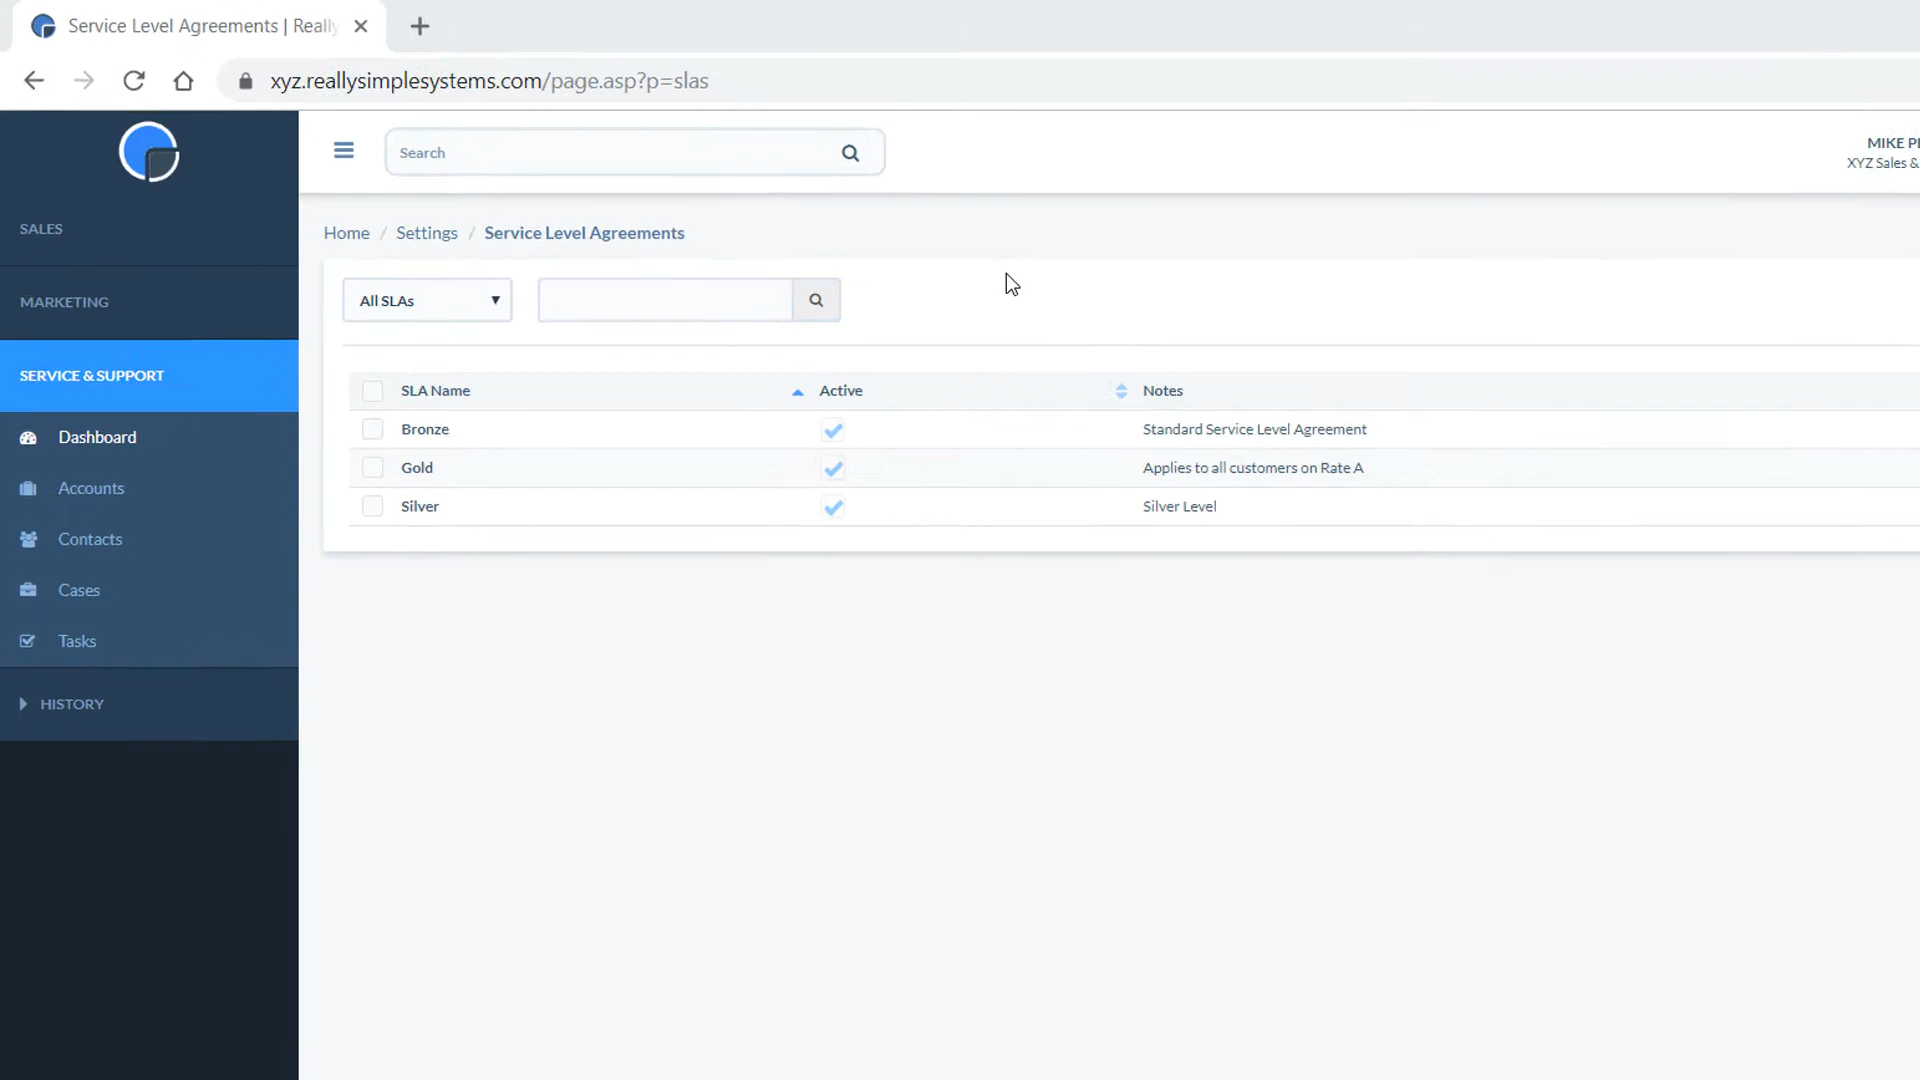 Service Level Agreements | Really
xyz.reallysimplesystems.com/page.asp?p=slas
Search
MIKE PE
XYZ Sales &
SALES
MARKETING
SERVICE & SUPPORT
Dashboard
Accounts
Contacts
Cases
Tasks
HISTORY
Home / Settings / Service Level Agreements
All SLAs
SLA Name Active Notes
Bronze Standard Service Level Agreement
Gold Applies to all customers on Rate A
Silver Silver Level